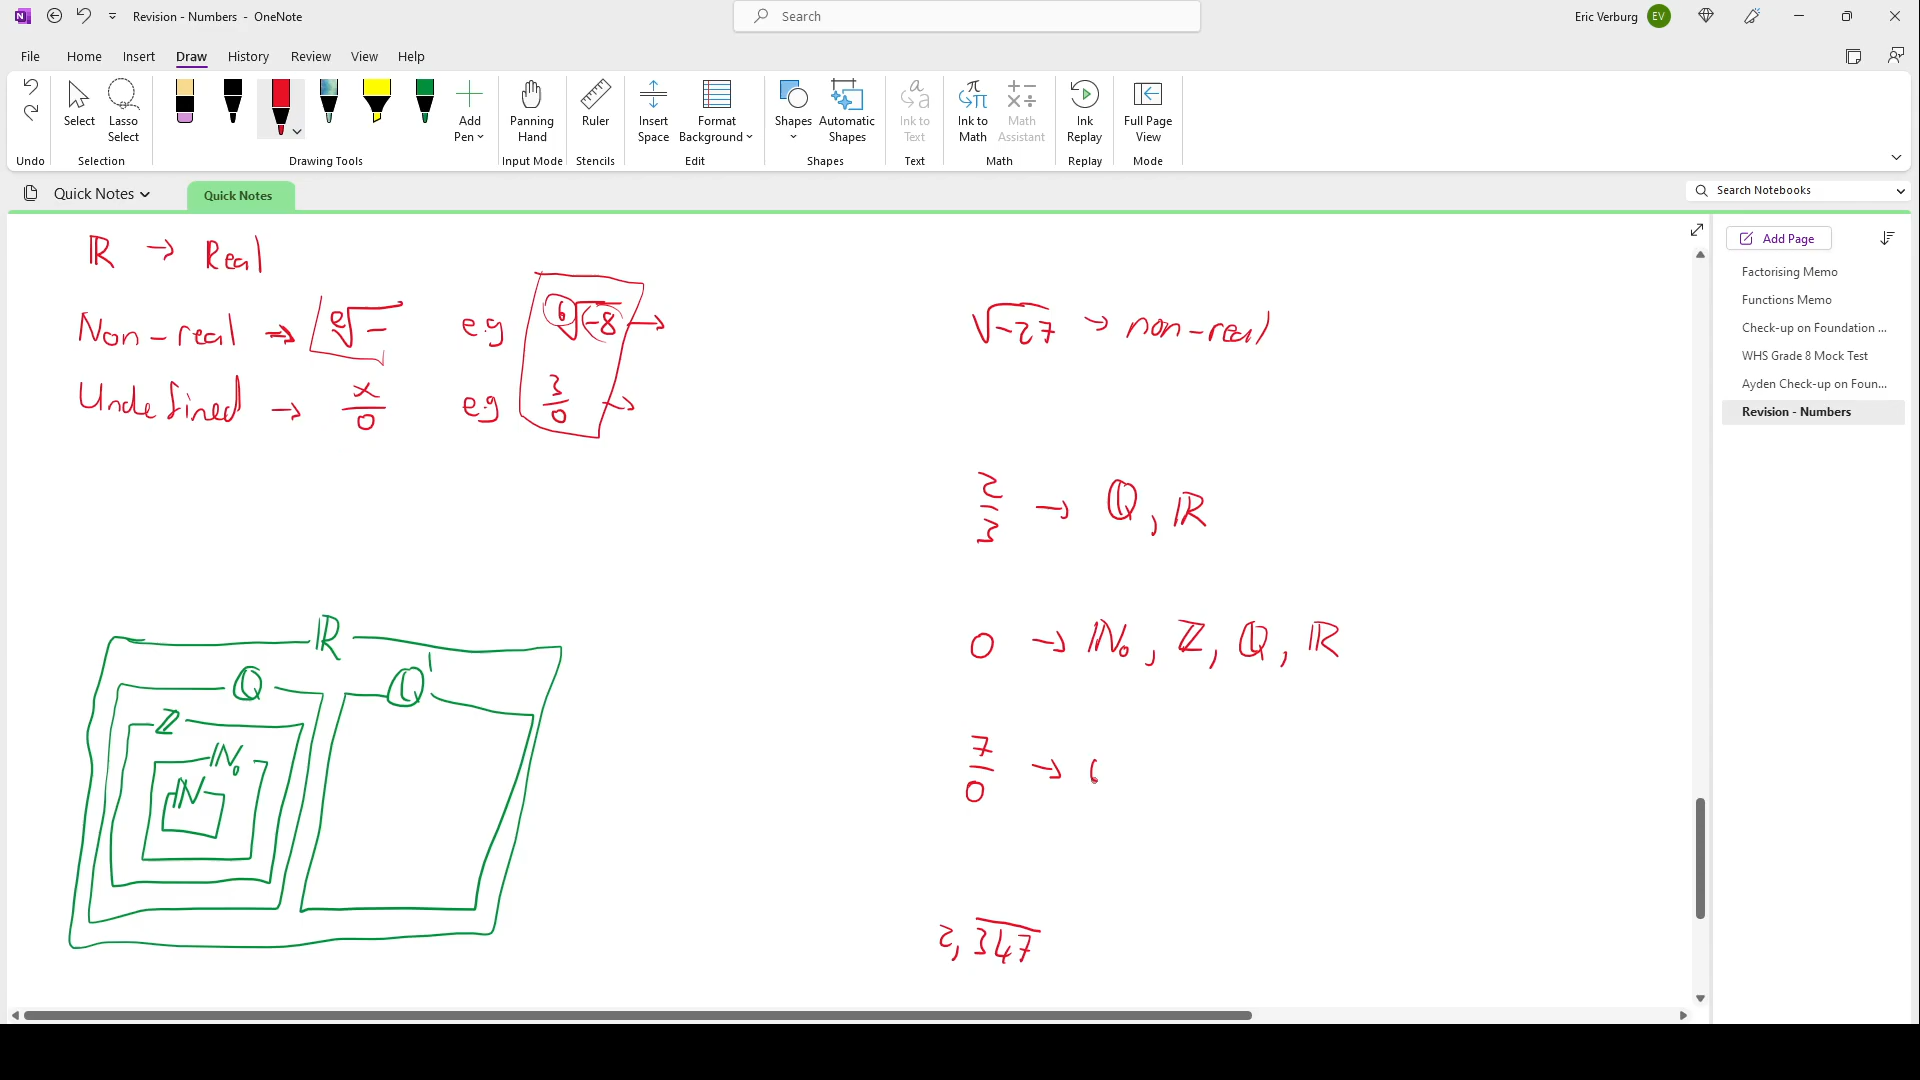 Revision - Numbers - OneNote
Search
Eric Verburg EV
File Home Insert Draw History Review View Help
Select
Lasso Select
Add Pen
Panning Hand
Ruler
Insert Space
Format Background
Shapes
Automatic Shapes
Ink to Text
Ink to Math
Math Assistant
Ink Replay
Full Page View
Undo Selection Drawing Tools Input Mode Stencils Edit Shapes Text Math Replay Mode
Quick Notes
Quick Notes
Search Notebooks
Add Page
Factorising Memo
Functions Memo
Check-up on Foundation ...
WHS Grade 8 Mock Test
Ayden Check-up on Foun...
Revision - Numbers
ℝ → Real
Non-real → ᵉ√− e.g ⁶√−8 →
Undefined → x/0 e.g 3/0 →
√−27 → non-real
2/3 → ℚ, ℝ
0 → ℕ₀, ℤ, ℚ, ℝ
7/0 →
2,347
ℝ
ℚ ℚ'
ℤ
ℕ₀
ℕ